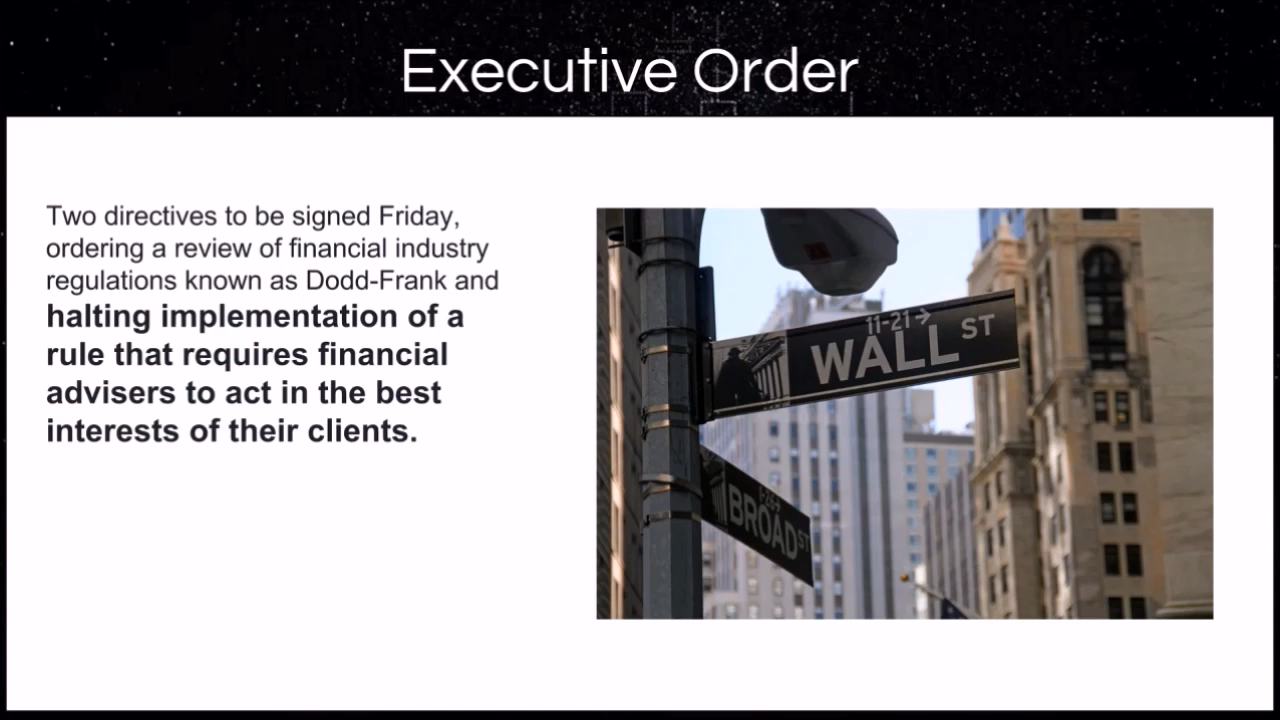 Executive Order
Two directives to be signed Friday,
ordering a review of financial industry
regulations known as Dodd-Frank and
halting implementation of a
rule that requires financial
advisers to act in the best
interests of their clients.
11-21→
WALL ST
BROAD ST